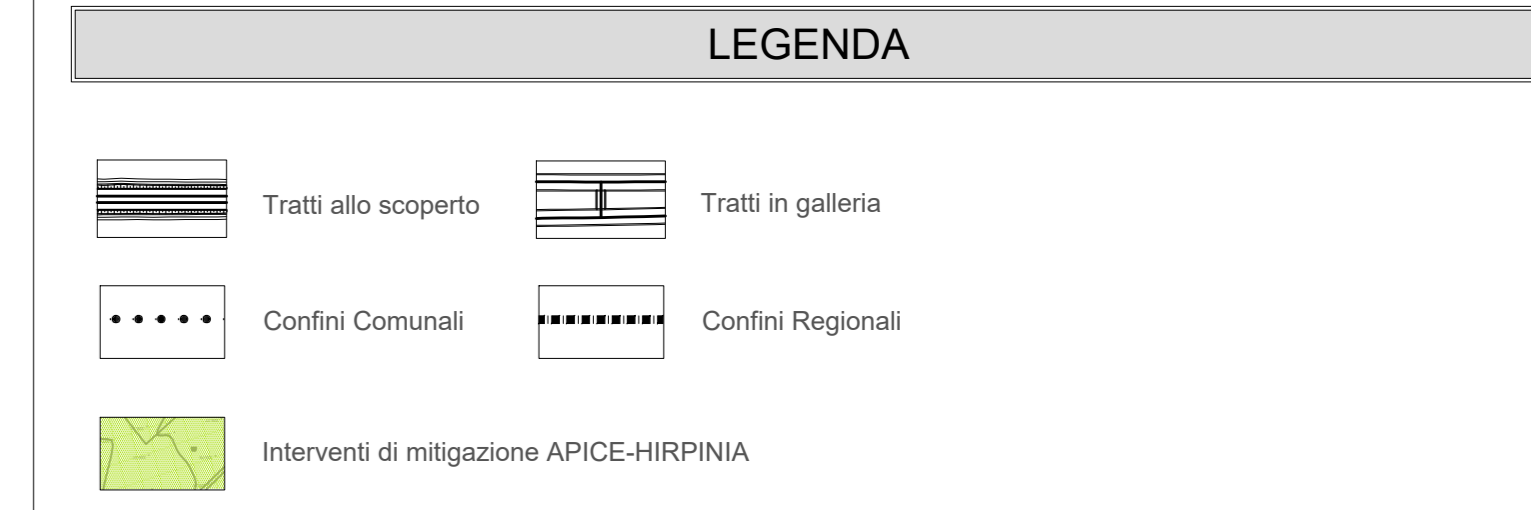 LEGENDA
Tratti allo scoperto
Tratti in galleria
Confini Comunali
Confini Regionali
Interventi di mitigazione APICE-HIRPINIA